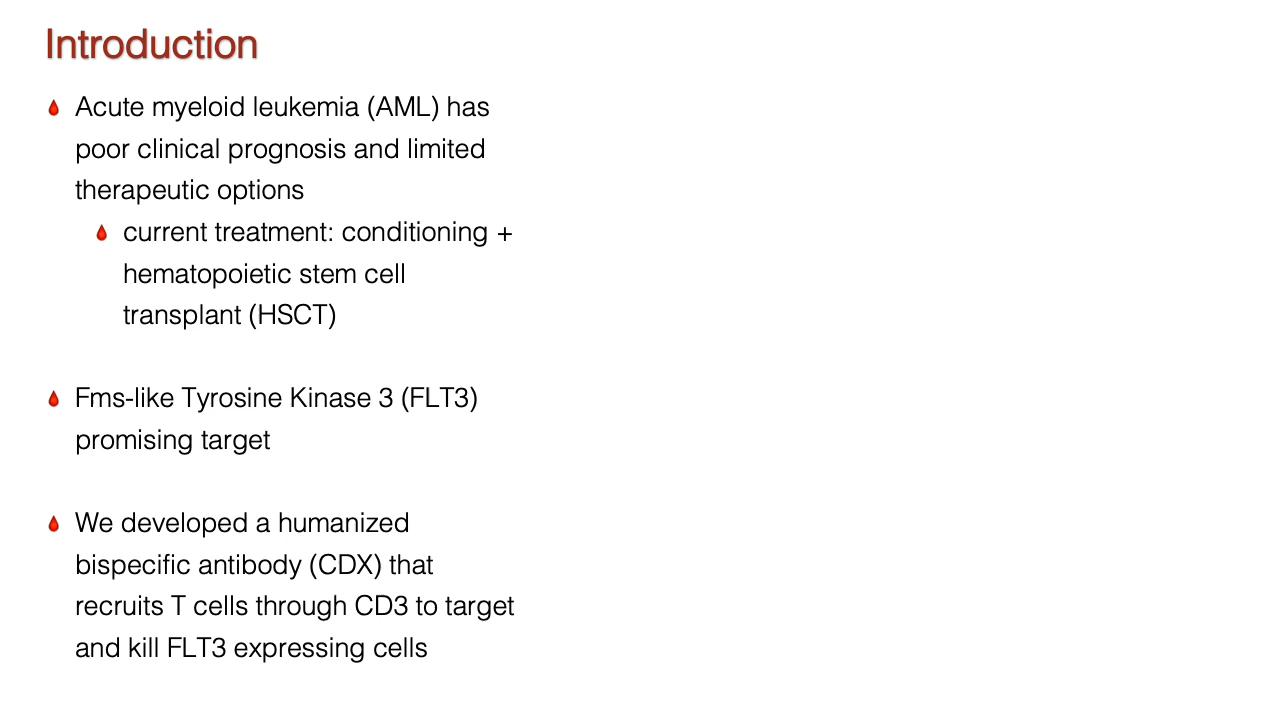 Introduction
Acute myeloid leukemia (AML) has
poor clinical prognosis and limited
therapeutic options
current treatment: conditioning +
hematopoietic stem cell
transplant (HSCT)
Fms-like Tyrosine Kinase 3 (FLT3)
promising target
We developed a humanized
bispecific antibody (CDX) that
recruits T cells through CD3 to target
and kill FLT3 expressing cells